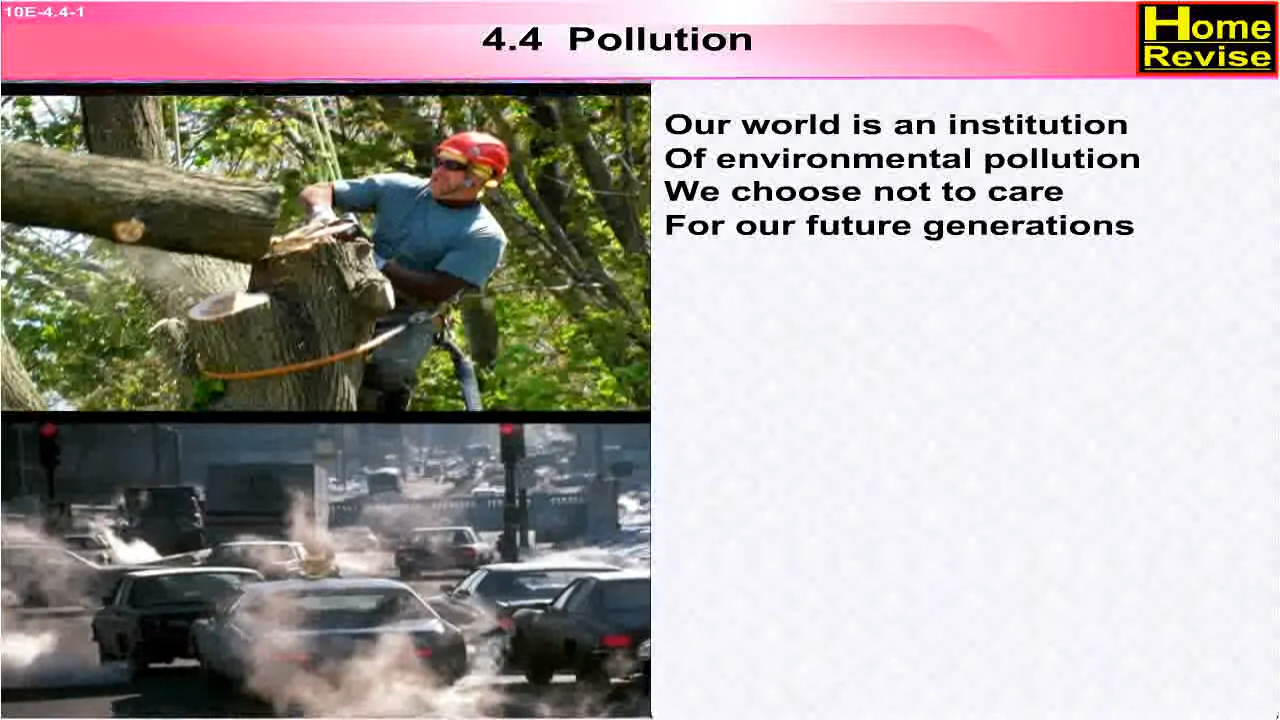 10E-4.4-1
4.4 Pollution
Home
Revise
Our world is an institution
Of environmental pollution
We choose not to care
For our future generations